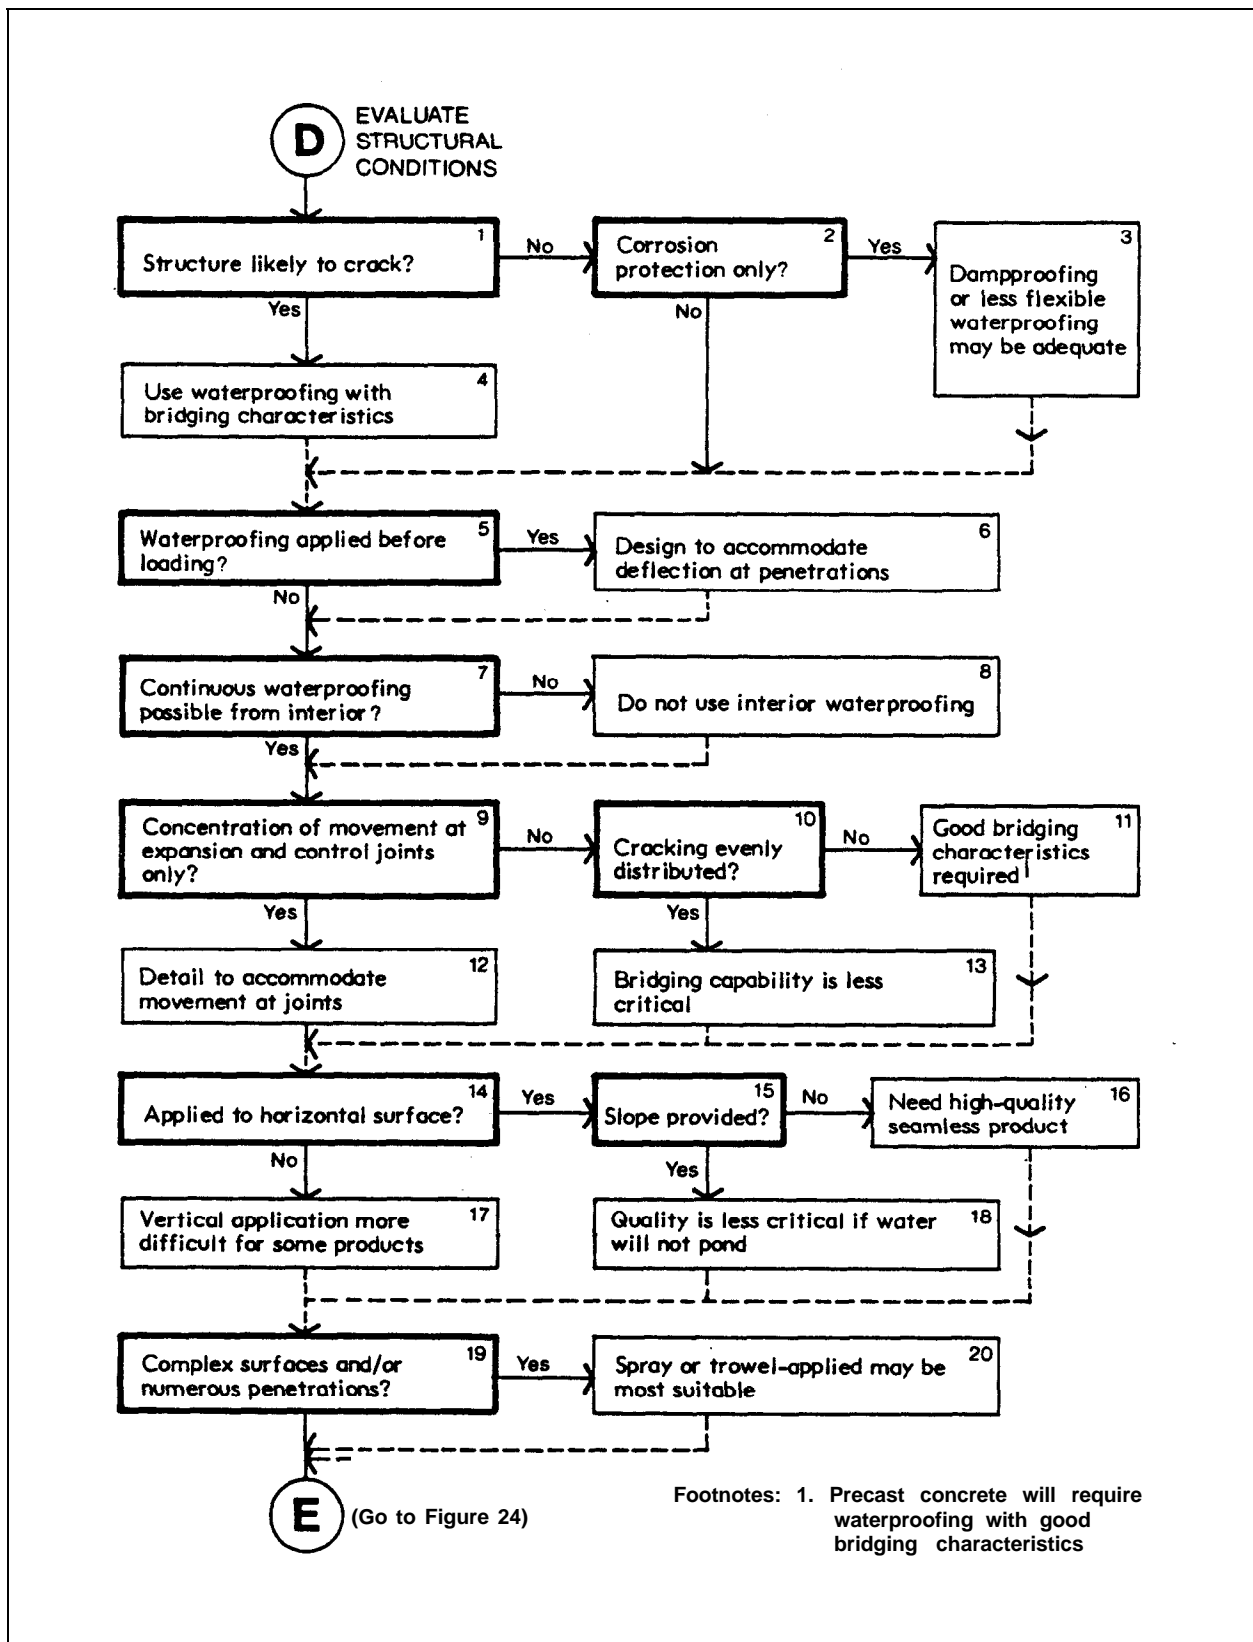 D
EVALUATE
STRUCTURAL
CONDITIONS
1
Structure likely to crack?
No
2
Corrosion
protection only?
Yes
3
Dampproofing
or less flexible
waterproofing
may be adequate
Yes
No
4
Use waterproofing with
bridging characteristics
5
Waterproofing applied before
loading?
Yes
6
Design to accommodate
deflection at penetrations
No
7
Continuous waterproofing
possible from interior?
No
8
Do not use interior waterproofing
Yes
9
Concentration of movement at
expansion and control joints
only?
No
10
Cracking evenly
distributed?
No
11
Good bridging
characteristics
required 1
Yes
Yes
12
Detail to accommodate
movement at joints
13
Bridging capability is less
critical
14
Applied to horizontal surface?
Yes
15
Slope provided?
No
16
Need high-quality
seamless product
No
Yes
17
Vertical application more
difficult for some products
18
Quality is less critical if water
will not pond
19
Complex surfaces and/or
numerous penetrations?
Yes
20
Spray or trowel-applied may be
most suitable
E
(Go to Figure 24)
Footnotes: 1. Precast concrete will require
waterproofing with good
bridging characteristics